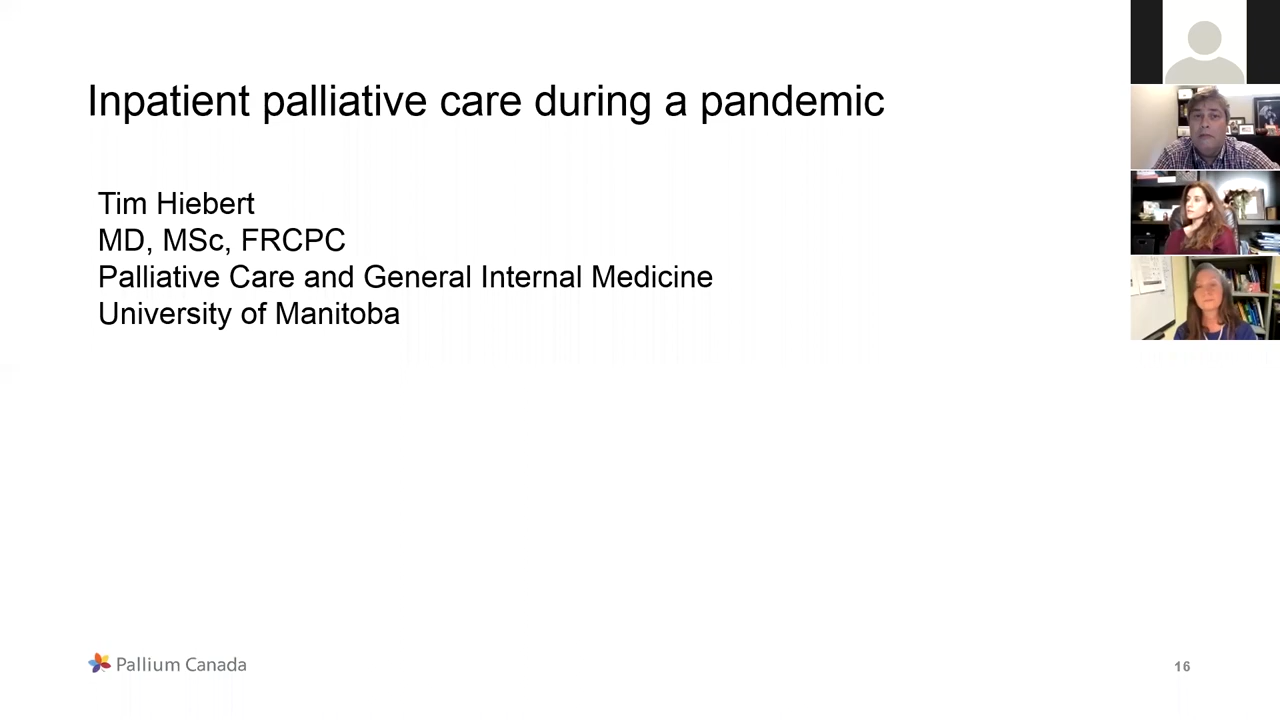 Inpatient palliative care during a pandemic
Tim Hiebert
MD, MSc, FRCPC
Palliative Care and General Internal Medicine
University of Manitoba
Pallium Canada
16